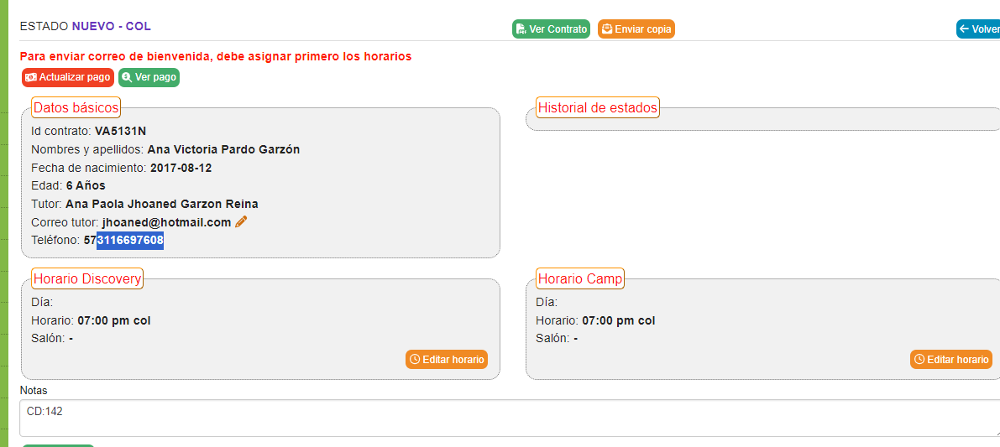 ESTADO NUEVO - COL
Ver Contrato
Enviar copia
Volver
Para enviar correo de bienvenida, debe asignar primero los horarios
Actualizar pago
Ver pago
Datos básicos
Id contrato: VA5131N
Nombres y apellidos: Ana Victoria Pardo Garzón
Fecha de nacimiento: 2017-08-12
Edad: 6 Años
Tutor: Ana Paola Jhoaned Garzon Reina
Correo tutor: jhoaned@hotmail.com
Teléfono: 573116697608
Historial de estados
Horario Discovery
Día:
Horario: 07:00 pm col
Salón: -
Editar horario
Horario Camp
Día:
Horario: 07:00 pm col
Salón: -
Editar horario
Notas
CD:142